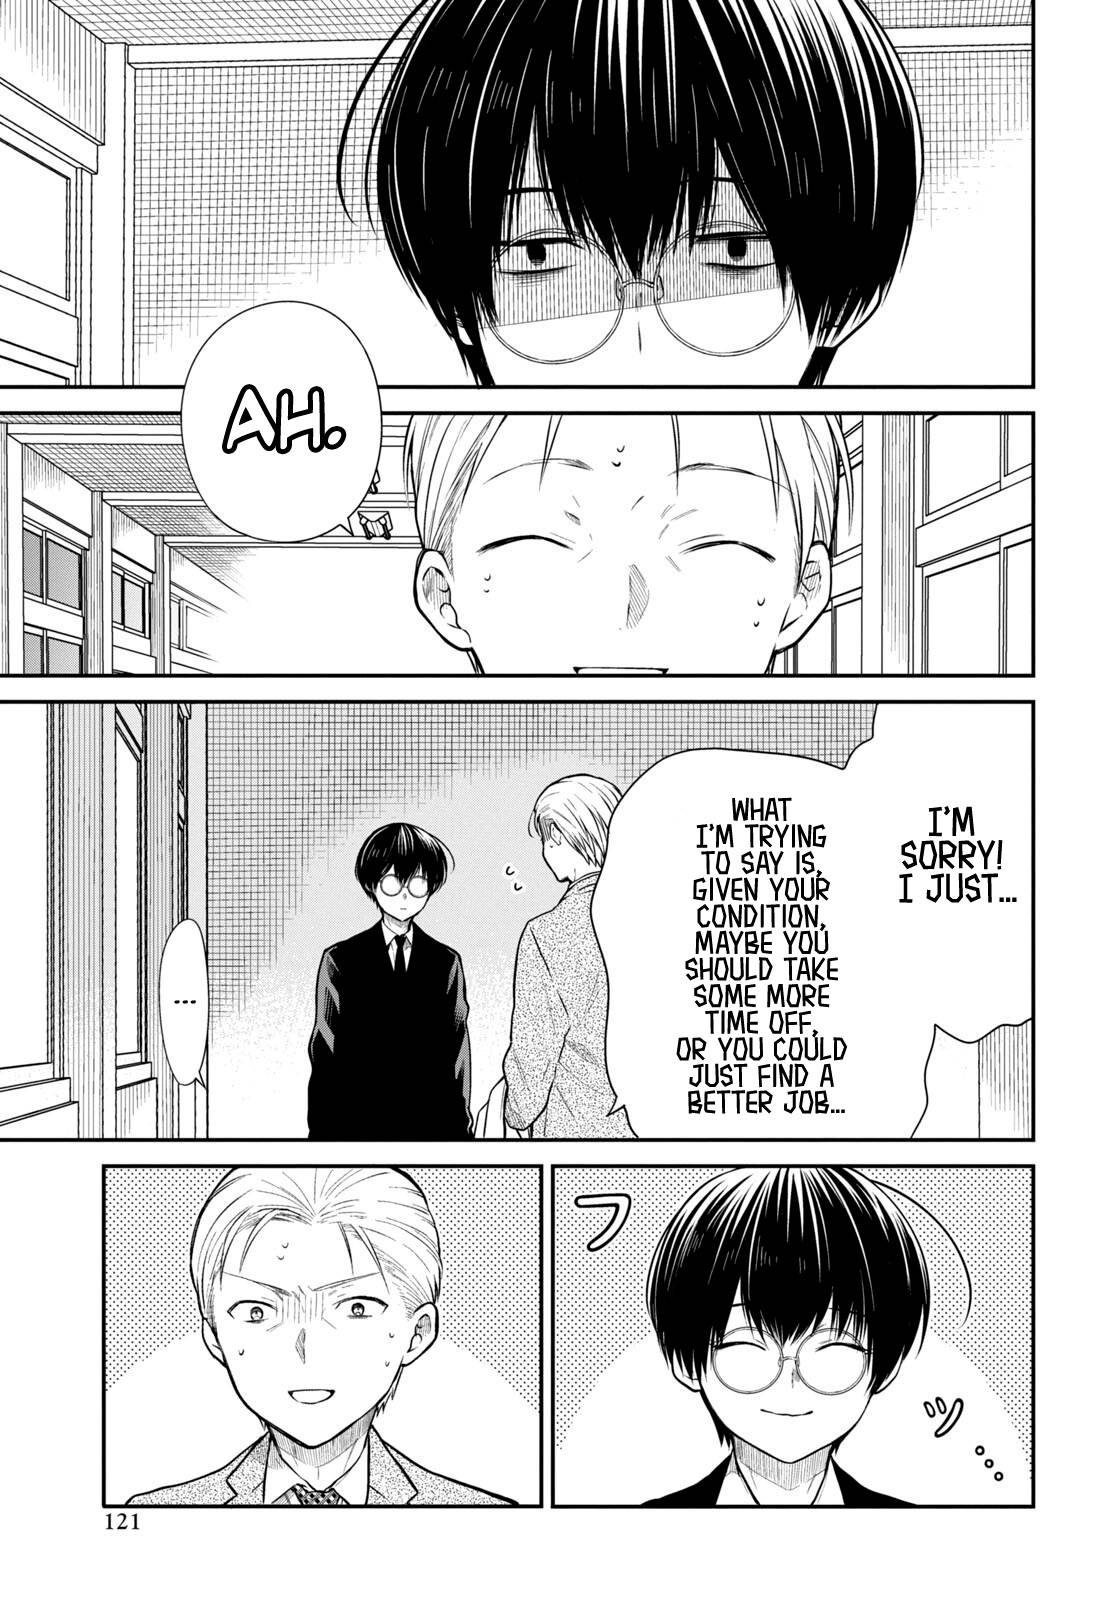 AH.
I'M
SORRY!
I JUST...
WHAT
I'M TRYING
TO SAY IS,
GIVEN YOUR
CONDITION,
MAYBE YOU
SHOULD TAKE
SOME MORE
TIME OFF,
OR YOU COULD
JUST FIND A
BETTER JOB...
...
フッ...
121